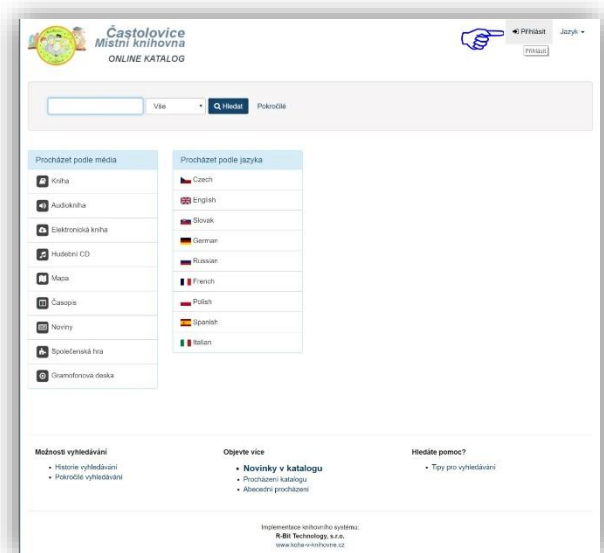 Častolovice
Místní knihovna
ONLINE KATALOG
Přihlásit
Jazyk
Přihlásit
Vše
Hledat
Pokročilé
Procházet podle média
Kniha
Audiokniha
Elektronická kniha
Hudební CD
Mapa
Časopis
Noviny
Společenská hra
Gramofonova deska
Procházet podle jazyka
Czech
English
Slovak
German
Russian
French
Polish
Spanish
Italian
Možnosti vyhledávání
• Historie vyhledávání
• Pokročilé vyhledávání
Objevte více
• Novinky v katalogu
• Procházení katalogu
• Abecední procházení
Hledáte pomoc?
• Tipy pro vyhledávání
Implementace knihovního systému:
R-Bit Technology, s.r.o.
www.koha-v-knihovne.cz